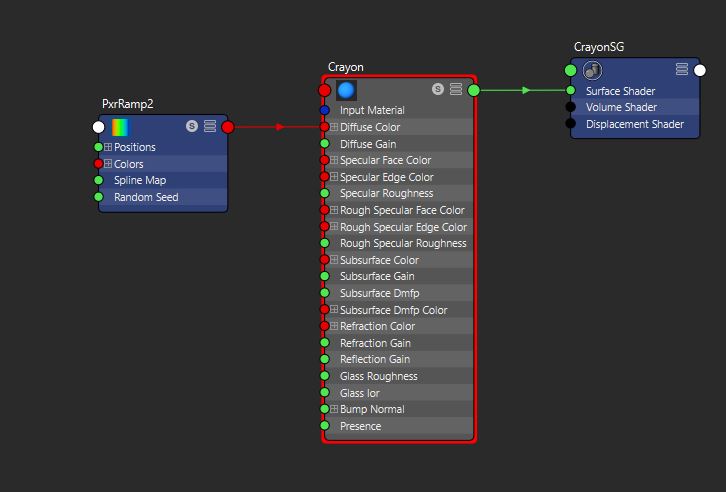 PxrRamp2
S
Positions
Colors
Spline Map
Random Seed
Crayon
S
Input Material
Diffuse Color
Diffuse Gain
Specular Face Color
Specular Edge Color
Specular Roughness
Rough Specular Face Color
Rough Specular Edge Color
Rough Specular Roughness
Subsurface Color
Subsurface Gain
Subsurface Dmfp
Subsurface Dmfp Color
Refraction Color
Refraction Gain
Reflection Gain
Glass Roughness
Glass Ior
Bump Normal
Presence
CrayonSG
Surface Shader
Volume Shader
Displacement Shader